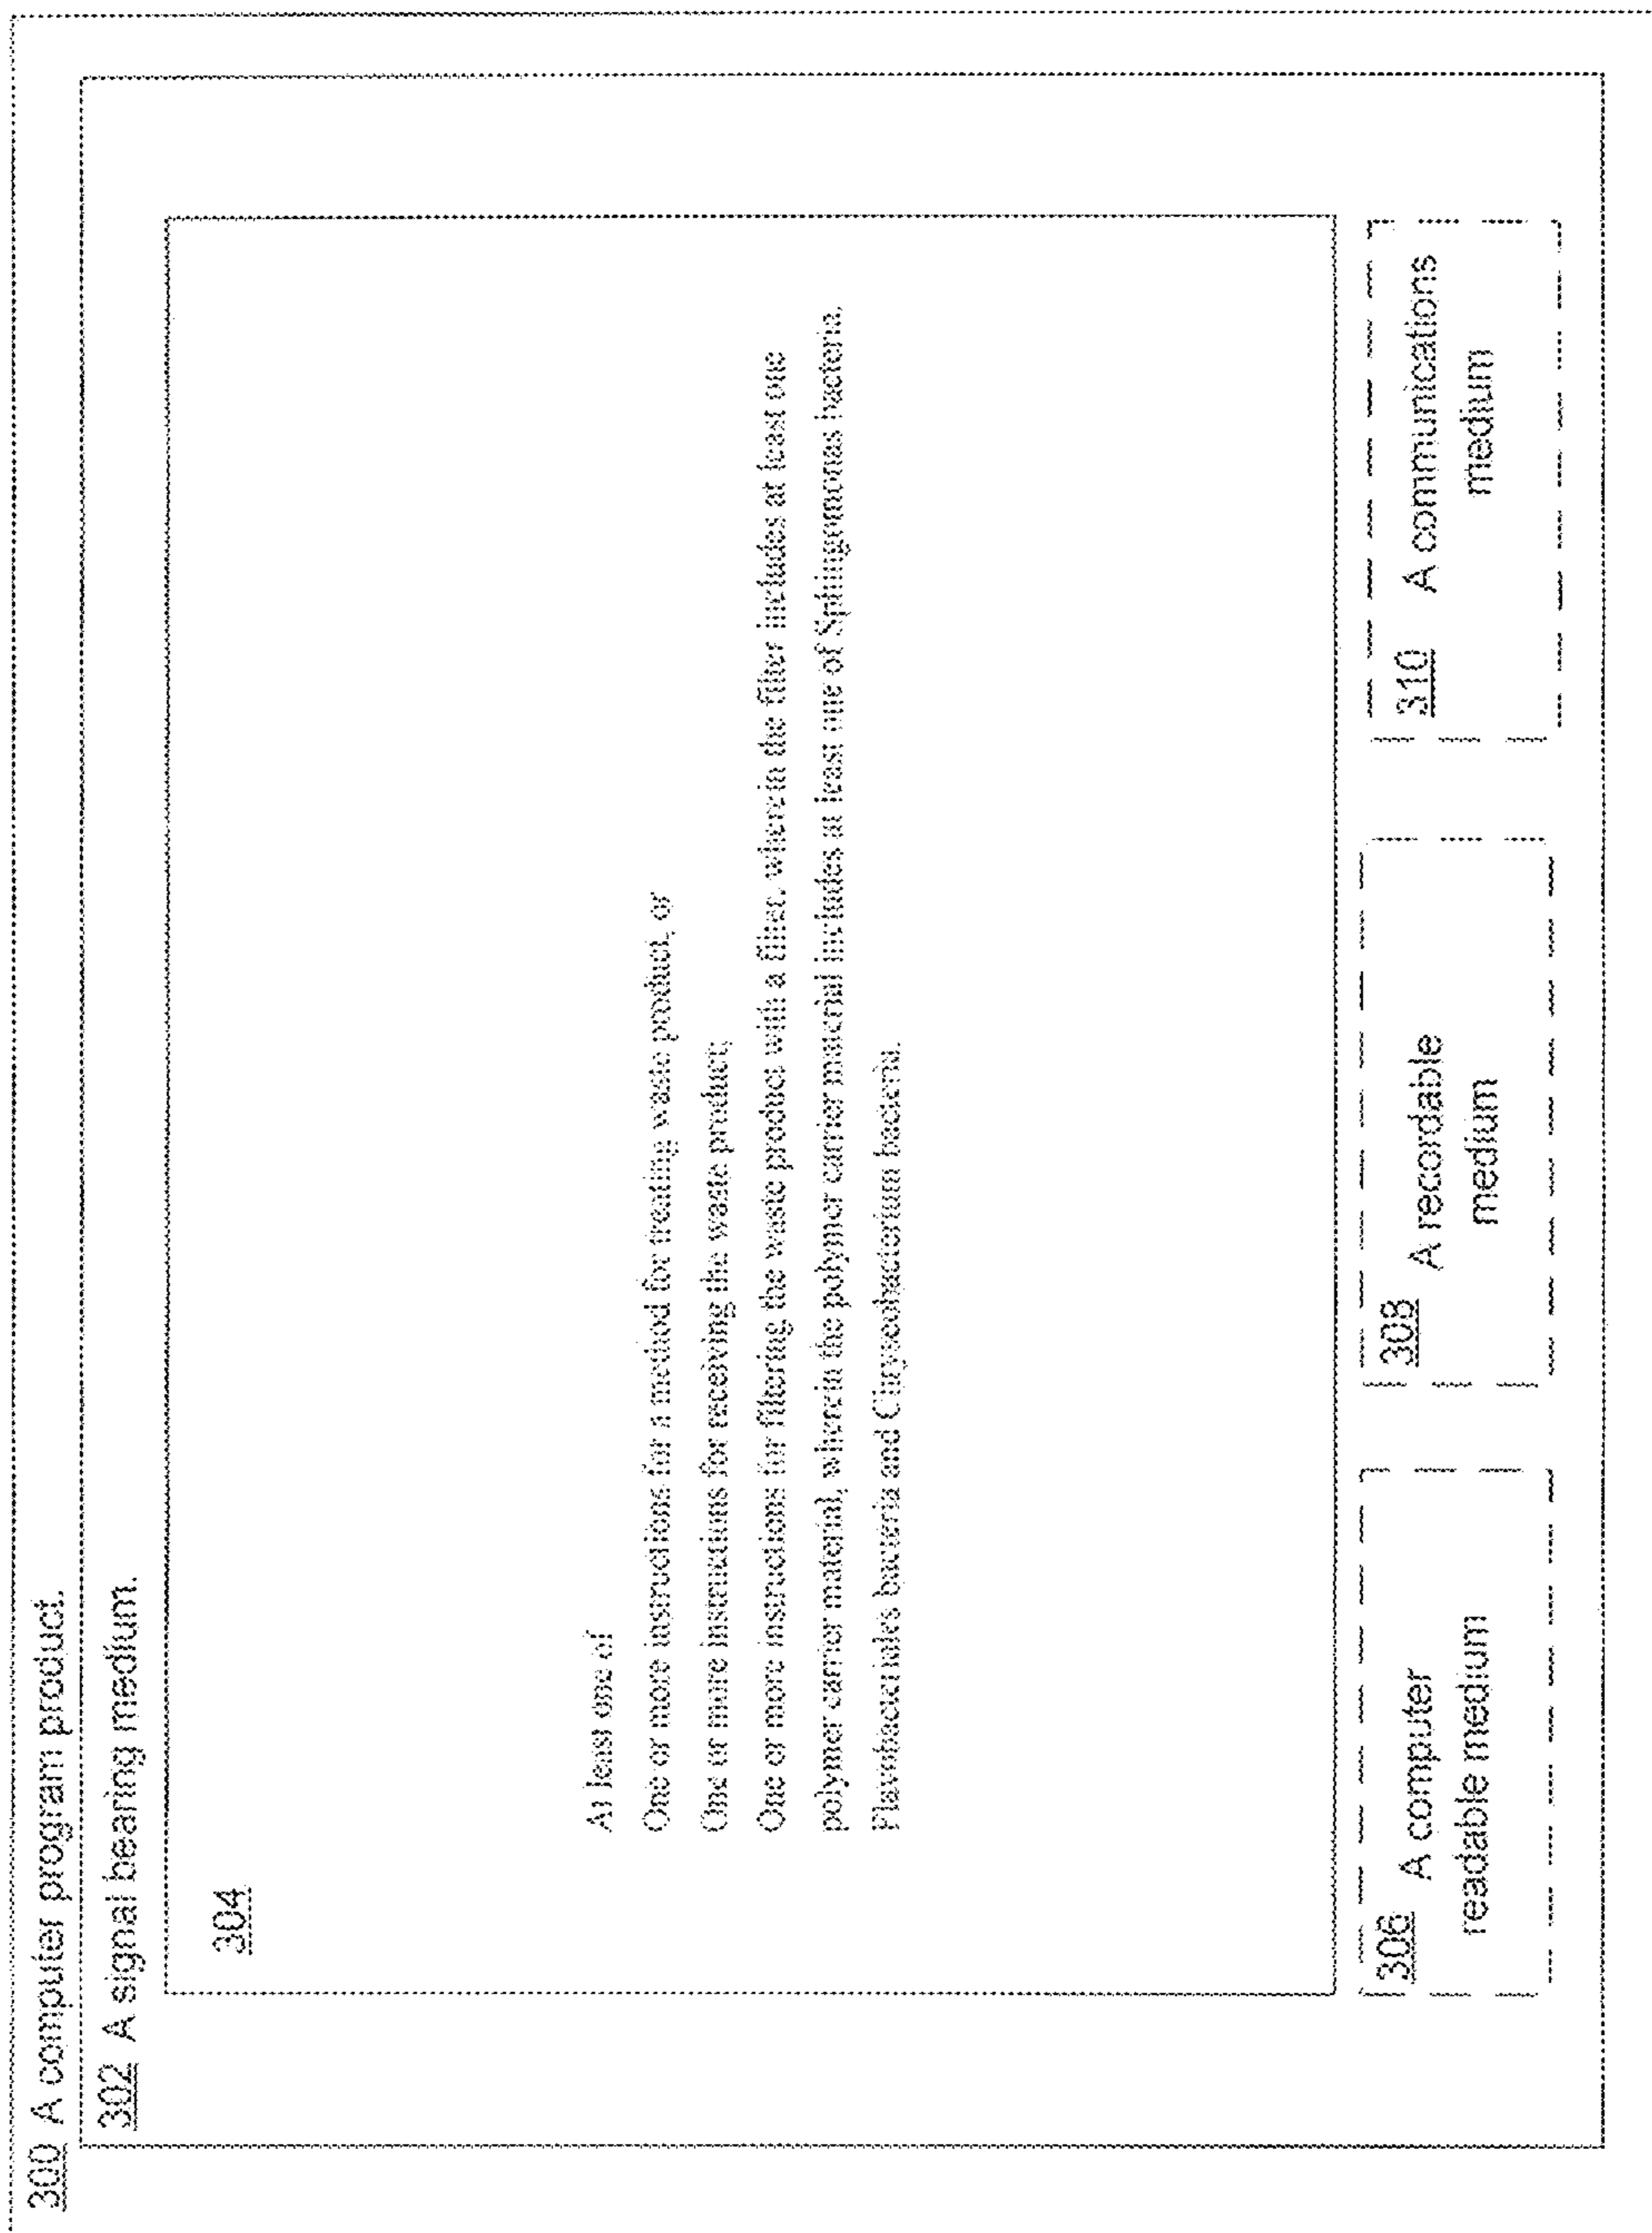 300 A computer program product.
302 A signal bearing medium.
304
At least one of
One or more instructions for a method for treating waste product, or
One or more instructions for receiving the waste product;
One or more instructions for filtering the waste product with a filter, wherein the filter includes at least one
polymer carrier material, wherein the polymer carrier material includes at least one of Sphingomonas bacteria,
Flavobacteriales bacteria and Chryseobacterium bacteria.
306 A computer
readable medium
308 A recordable
medium
310 A communications
medium